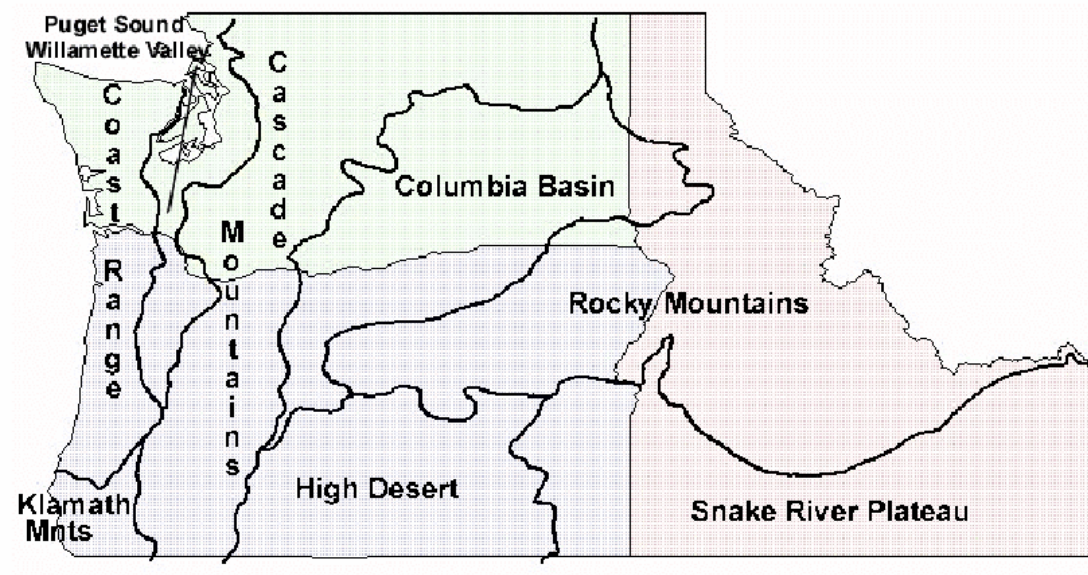 Puget Sound
Willamette Valley
Coast
Range
Cascade
Mountains
Columbia Basin
Rocky Mountains
High Desert
Klamath
Mnts
Snake River Plateau